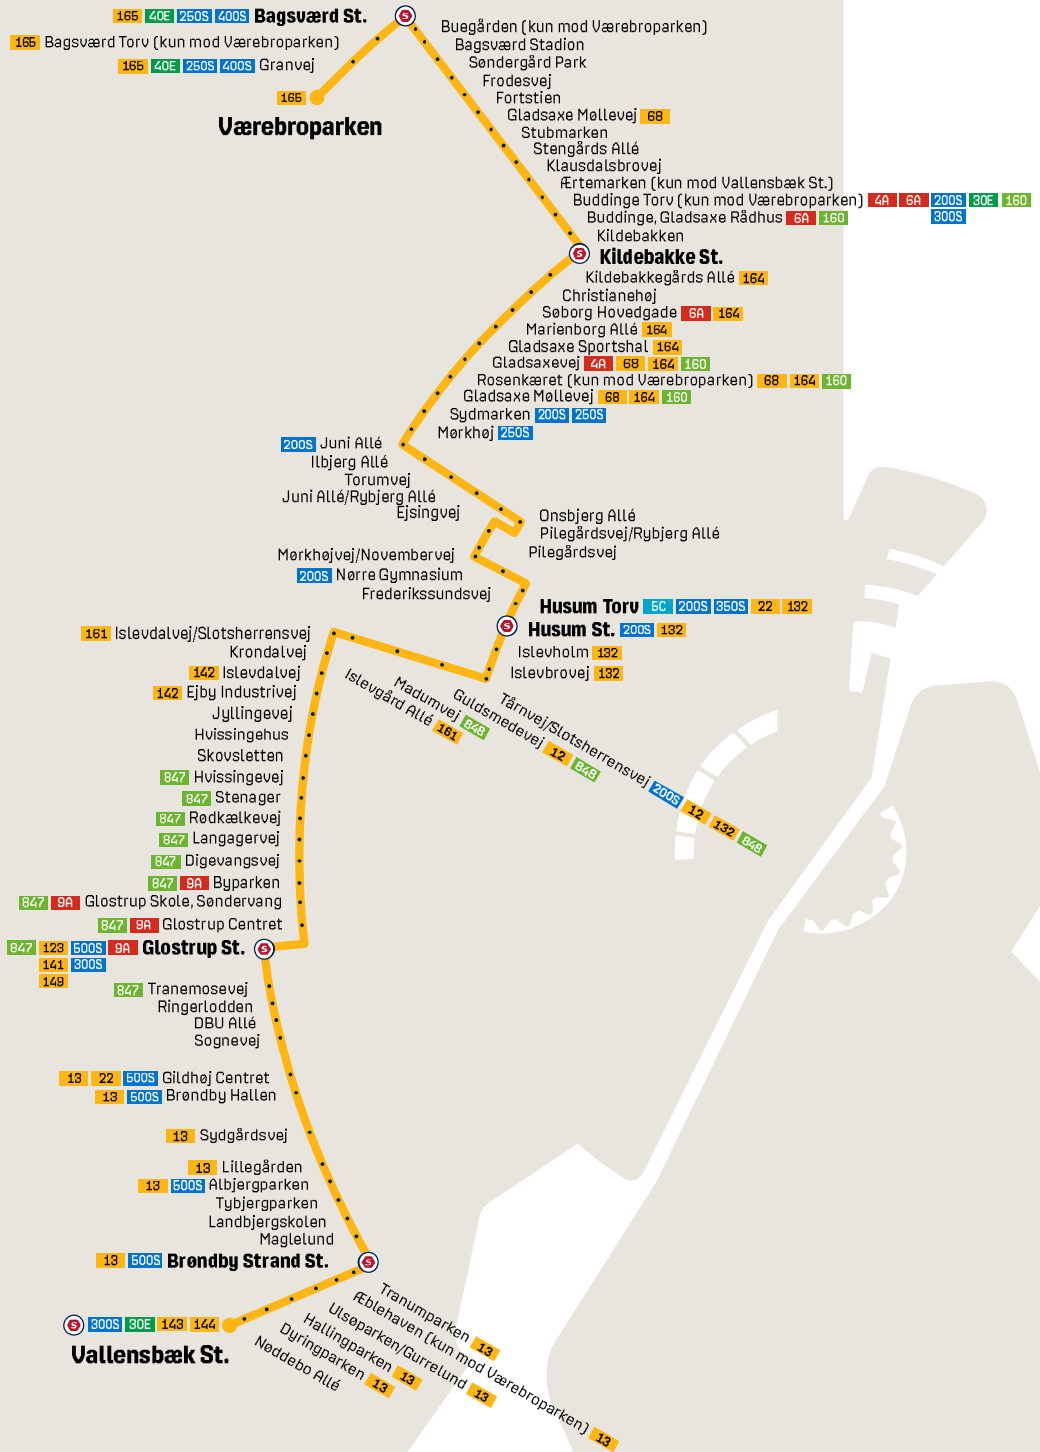 165 40E 250S 400S Bagsværd St.
165 Bagsværd Torv (kun mod Værebroparken)
165 40E 250S 400S Granvej
165
Værebroparken
Buegården (kun mod Værebroparken)
Bagsværd Stadion
Søndergård Park
Frodesvej
Fortstien
Gladsaxe Møllevej 68
Stubmarken
Stengårds Allé
Klausdalsbrovej
Ærtemarken (kun mod Vallensbæk St.)
Buddinge Torv (kun mod Værebroparken) 4A 6A 200S 30E 160
300S
Buddinge, Gladsaxe Rådhus 6A 160
Kildebakken
S Kildebakke St.
Kildebakkegårds Allé 164
Christianehøj
Søborg Hovedgade 6A 164
Marienborg Allé 164
Gladsaxe Sportshal 164
Gladsaxevej 4A 68 164 160
Rosenkæret (kun mod Værebroparken) 68 164 160
Gladsaxe Møllevej 68 164 160
Sydmarken 200S 250S
Mørkhøj 250S
200S Juni Allé
Ilbjerg Allé
Torumvej
Juni Allé/Rybjerg Allé
Ejsingvej
Onsbjerg Allé
Pilegårdsvej/Rybjerg Allé
Pilegårdsvej
Mørkhøjvej/Novembervej
200S Nørre Gymnasium
Frederikssundsvej
Husum Torv 5C 200S 350S 22 132
S Husum St. 200S 132
Islevholm 132
Islevbrovej 132
Tårnvej/Slotsherrensvej 200S 12 132 848
Guldsmedevej 12 848
Madumvej 848
Islevgård Allé 161
161 Islevdalvej/Slotsherrensvej
Krondalvej
142 Islevdalvej
142 Ejby Industrivej
Jyllingevej
Hvissingehus
Skovsletten
847 Hvissingevej
847 Stenager
847 Rødkælkevej
847 Langagervej
847 Digevangsvej
847 9A Byparken
847 9A Glostrup Skole, Søndervang
847 9A Glostrup Centret
847 123 500S 9A Glostrup St. S
141 300S
149
847 Tranemosevej
Ringerlodden
DBU Allé
Sognevej
13 22 500S Gildhøj Centret
13 500S Brøndby Hallen
13 Sydgårdsvej
13 Lillegården
13 500S Albjergparken
Tybjergparken
Landbjergskolen
Maglelund
13 500S Brøndby Strand St. S
Tranumparken 13
Æblehaven (kun mod Værebroparken) 13
Ulsøparken/Gurrelund 13
Hallingparken 13
Dyringparken 13
Nøddebo Allé
S 300S 30E 143 144
Vallensbæk St.